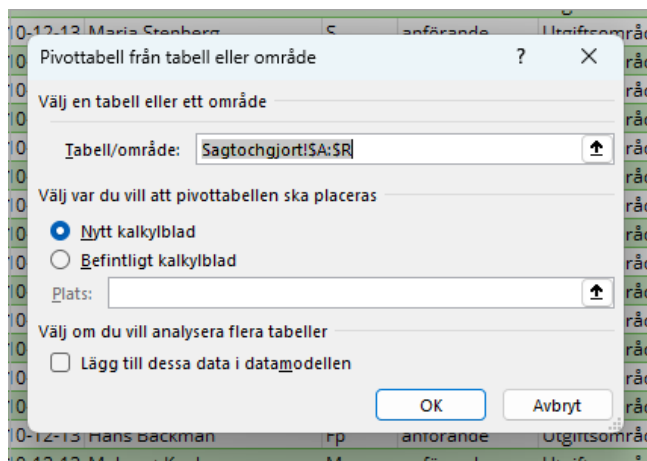 10-12-13 Maria Stenberg S anförande Utgiftsområd
Pivottabell från tabell eller område ? ×
Välj en tabell eller ett område
Tabell/område: Sagtochgjort!$A:$R
Välj var du vill att pivottabellen ska placeras
Nytt kalkylblad
Befintligt kalkylblad
Plats:
Välj om du vill analysera flera tabeller
Lägg till dessa data i datamodellen
OK Avbryt
10-12-13 Hans Backman Fp anförande Utgiftsområd